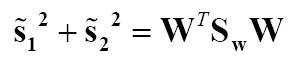 s̃₁² + s̃₂² = WᵀS_wW